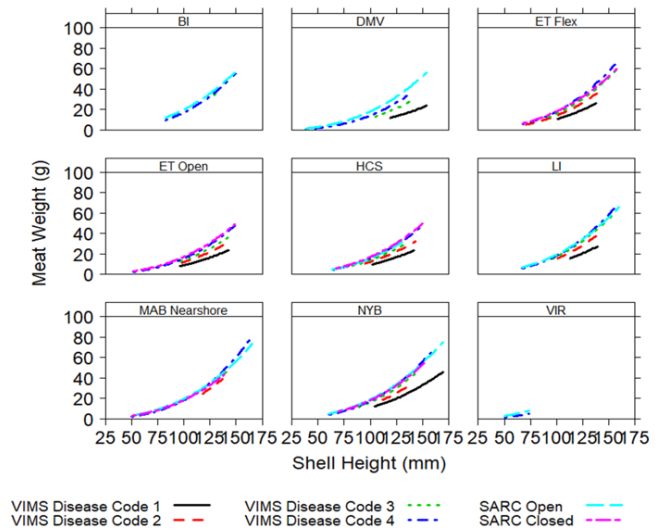 BI DMV ET Flex
100
80
60
40
20
0
ET Open HCS LI
100
80
60
40
20
0
MAB Nearshore NYB VIR
100
80
60
40
20
0
Meat Weight (g)
25 50 75 100 125 150 175 25 50 75 100 125 150 175 25 50 75 100 125 150 175
Shell Height (mm)
VIMS Disease Code 1 VIMS Disease Code 3 SARC Open
VIMS Disease Code 2 VIMS Disease Code 4 SARC Closed